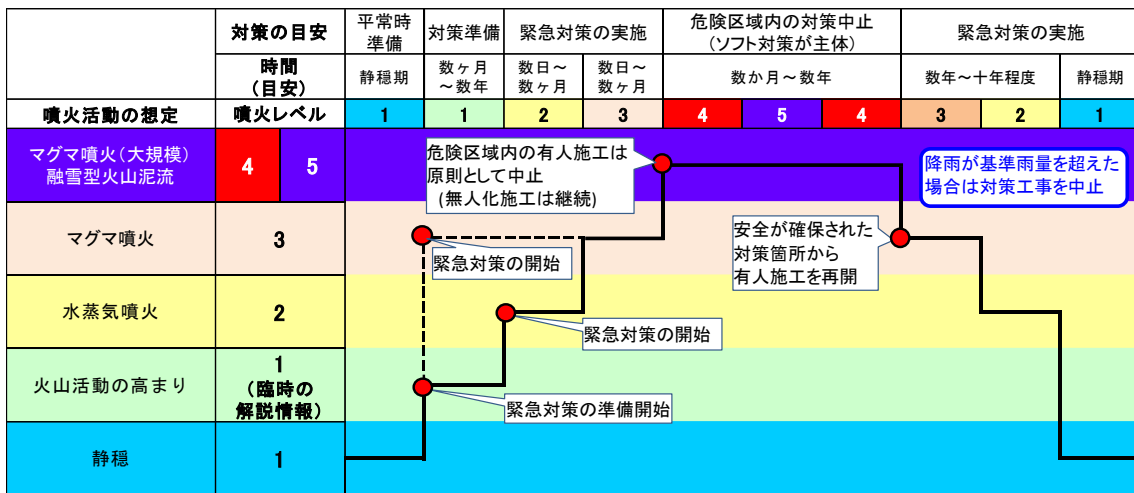 対策の目安
平常時
準備
対策準備
緊急対策の実施
危険区域内の対策中止
(ソフト対策が主体)
緊急対策の実施
時間
(目安)
静穏期
数ヶ月
～数年
数日～
数ヶ月
数日～
数ヶ月
数か月～数年
数年～十年程度
静穏期
噴火活動の想定
噴火レベル
1
1
2
3
4
5
4
3
2
1
マグマ噴火(大規模)
融雪型火山泥流
4
5
危険区域内の有人施工は
原則として中止
(無人化施工は継続)
降雨が基準雨量を超えた
場合は対策工事を中止
マグマ噴火
3
緊急対策の開始
安全が確保された
対策箇所から
有人施工を再開
水蒸気噴火
2
緊急対策の開始
火山活動の高まり
1
(臨時の
解説情報)
緊急対策の準備開始
静穏
1